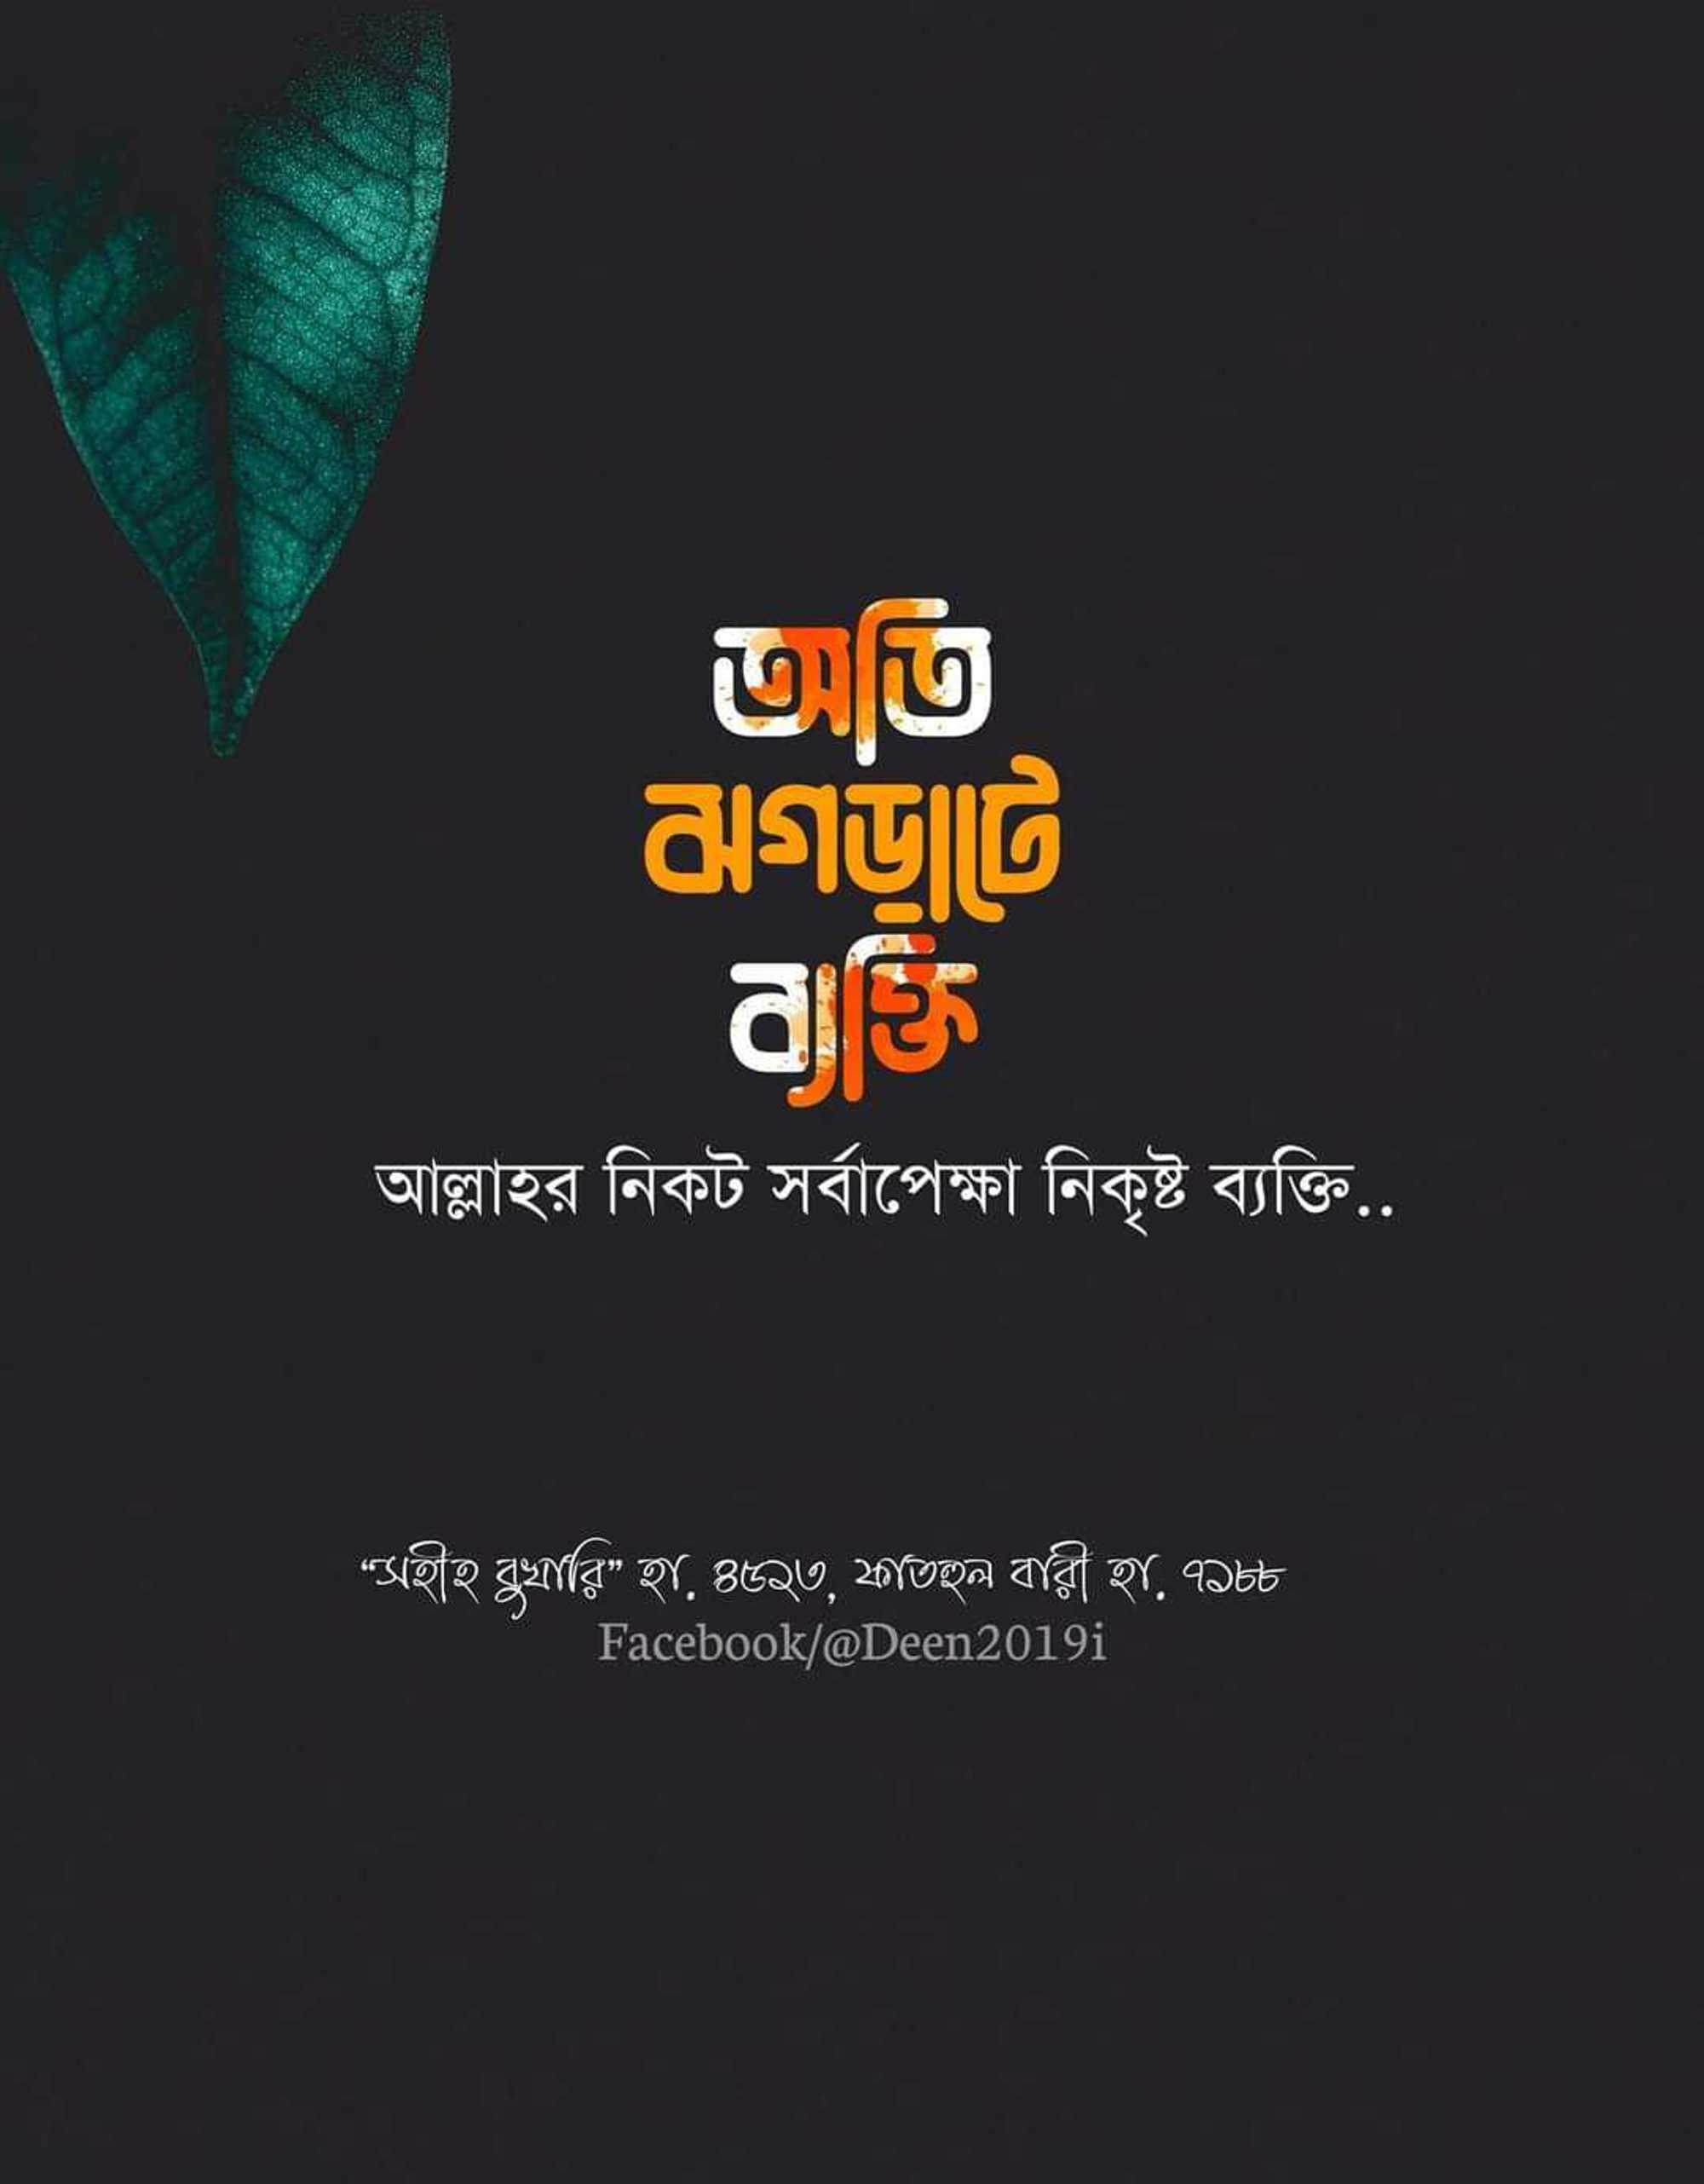 অতি
ঝগড়াটে
ব্যক্তি
আল্লাহর নিকট সর্বাপেক্ষা নিকৃষ্ট ব্যক্তি..
“সহীহ বুখারি” হা. ৪৫২৩, ফাতহুল বারী হা. ৭১৮৮
Facebook/@Deen2019i